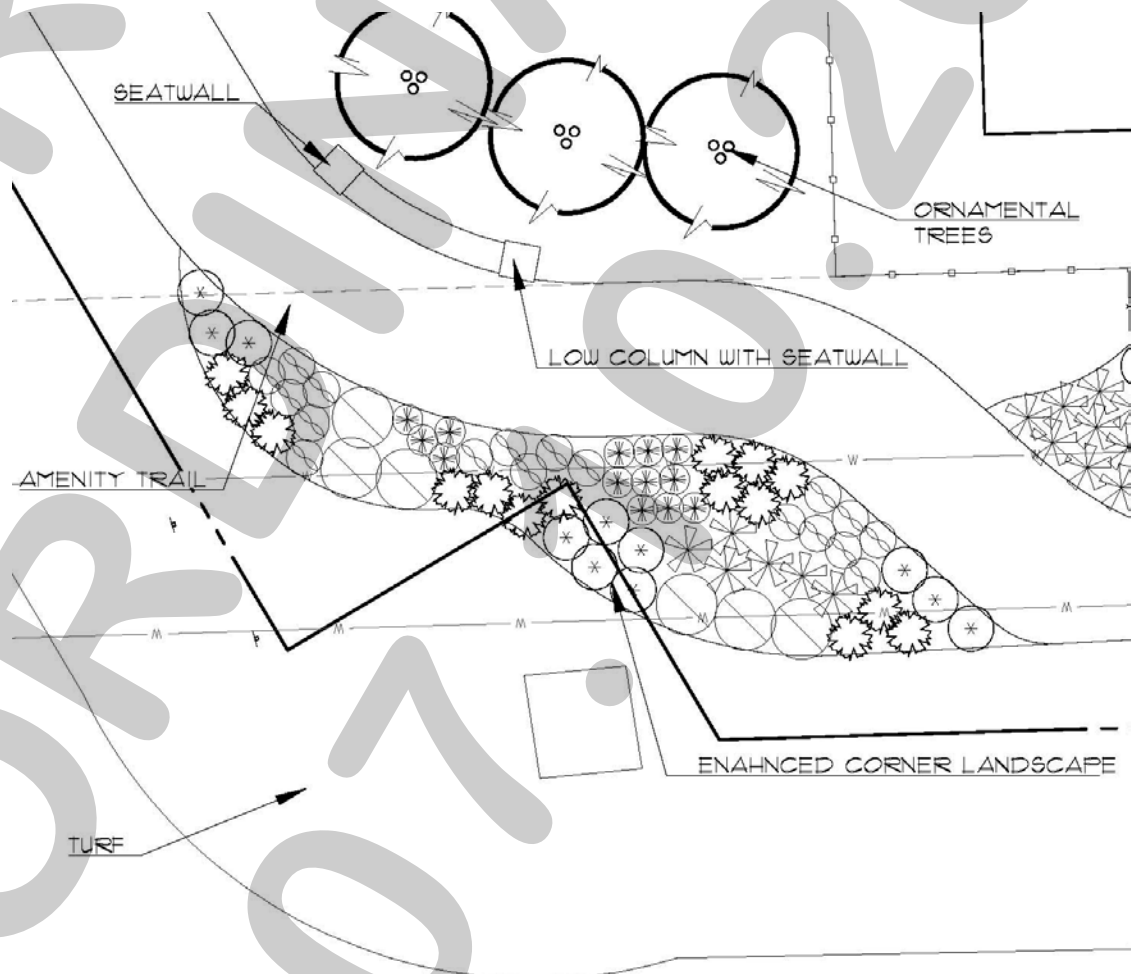 SEATWALL
ORNAMENTAL
TREES
LOW COLUMN WITH SEATWALL
AMENITY TRAIL
W
W
W
W
W
W
W
ENAHNCED CORNER LANDSCAPE
TURF